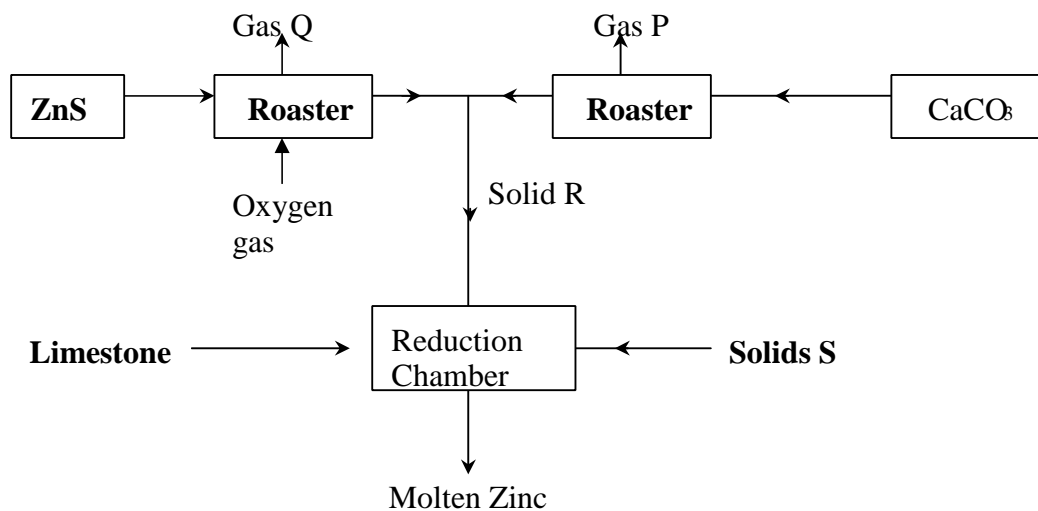 Gas Q
Gas P
ZnS
Roaster
Roaster
CaCO3
Oxygen
gas
Solid R
Limestone
Reduction
Chamber
Solids S
Molten Zinc